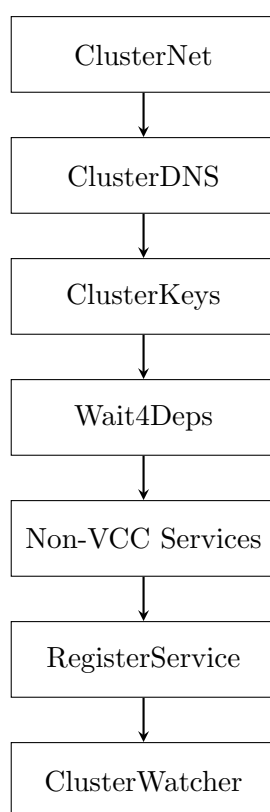 ClusterNet
ClusterDNS
ClusterKeys
Wait4Deps
Non-VCC Services
RegisterService
ClusterWatcher